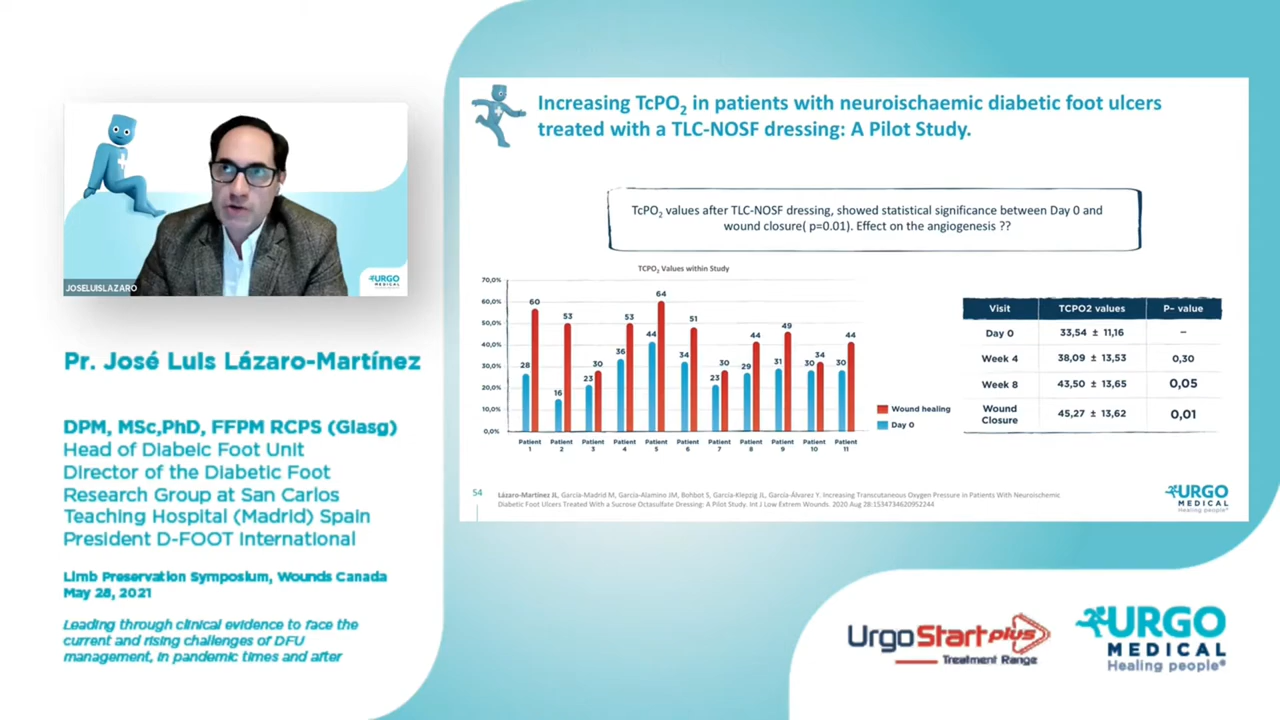 URGO
MEDICAL
JOSELUISLAZARO
Pr. José Luis Lázaro-Martínez
DPM, MSc,PhD, FFPM RCPS (Glasg)
Head of Diabeic Foot Unit
Director of the Diabetic Foot
Research Group at San Carlos
Teaching Hospital (Madrid) Spain
President D-FOOT International
Limb Preservation Symposium, Wounds Canada
May 28, 2021
Leading through clinical evidence to face the
current and rising challenges of DFU
management, in pandemic times and after
Increasing TcPO₂ in patients with neuroischaemic diabetic foot ulcers
treated with a TLC-NOSF dressing: A Pilot Study.
TcPO₂ values after TLC-NOSF dressing, showed statistical significance between Day 0 and
wound closure( p=0.01). Effect on the angiogenesis ??
TCPO₂ Values within Study
70,0%
60,0%
50,0%
40,0%
30,0%
20,0%
10,0%
0,0%
28 60
16 53
23 30
36 53
44 64
34 51
23 30
29 44
31 49
30 34
30 44
Patient 1
Patient 2
Patient 3
Patient 4
Patient 5
Patient 6
Patient 7
Patient 8
Patient 9
Patient 10
Patient 11
Wound healing
Day 0
Visit TCPO2 values P– value
Day 0 33,54 ± 11,16 –
Week 4 38,09 ± 13,53 0,30
Week 8 43,50 ± 13,65 0,05
Wound Closure 45,27 ± 13,62 0,01
54
Lázaro-Martínez JL, García-Madrid M, García-Alamino JM, Bohbot S, García-Klepzig JL, García-Álvarez Y. Increasing Transcutaneous Oxygen Pressure in Patients With Neuroischemic
Diabetic Foot Ulcers Treated With a Sucrose Octasulfate Dressing: A Pilot Study. Int J Low Extrem Wounds. 2020 Aug 28:1534734620952244
URGO
MEDICAL
Healing people®
UrgoStart plus
Treatment Range
URGO
MEDICAL
Healing people®